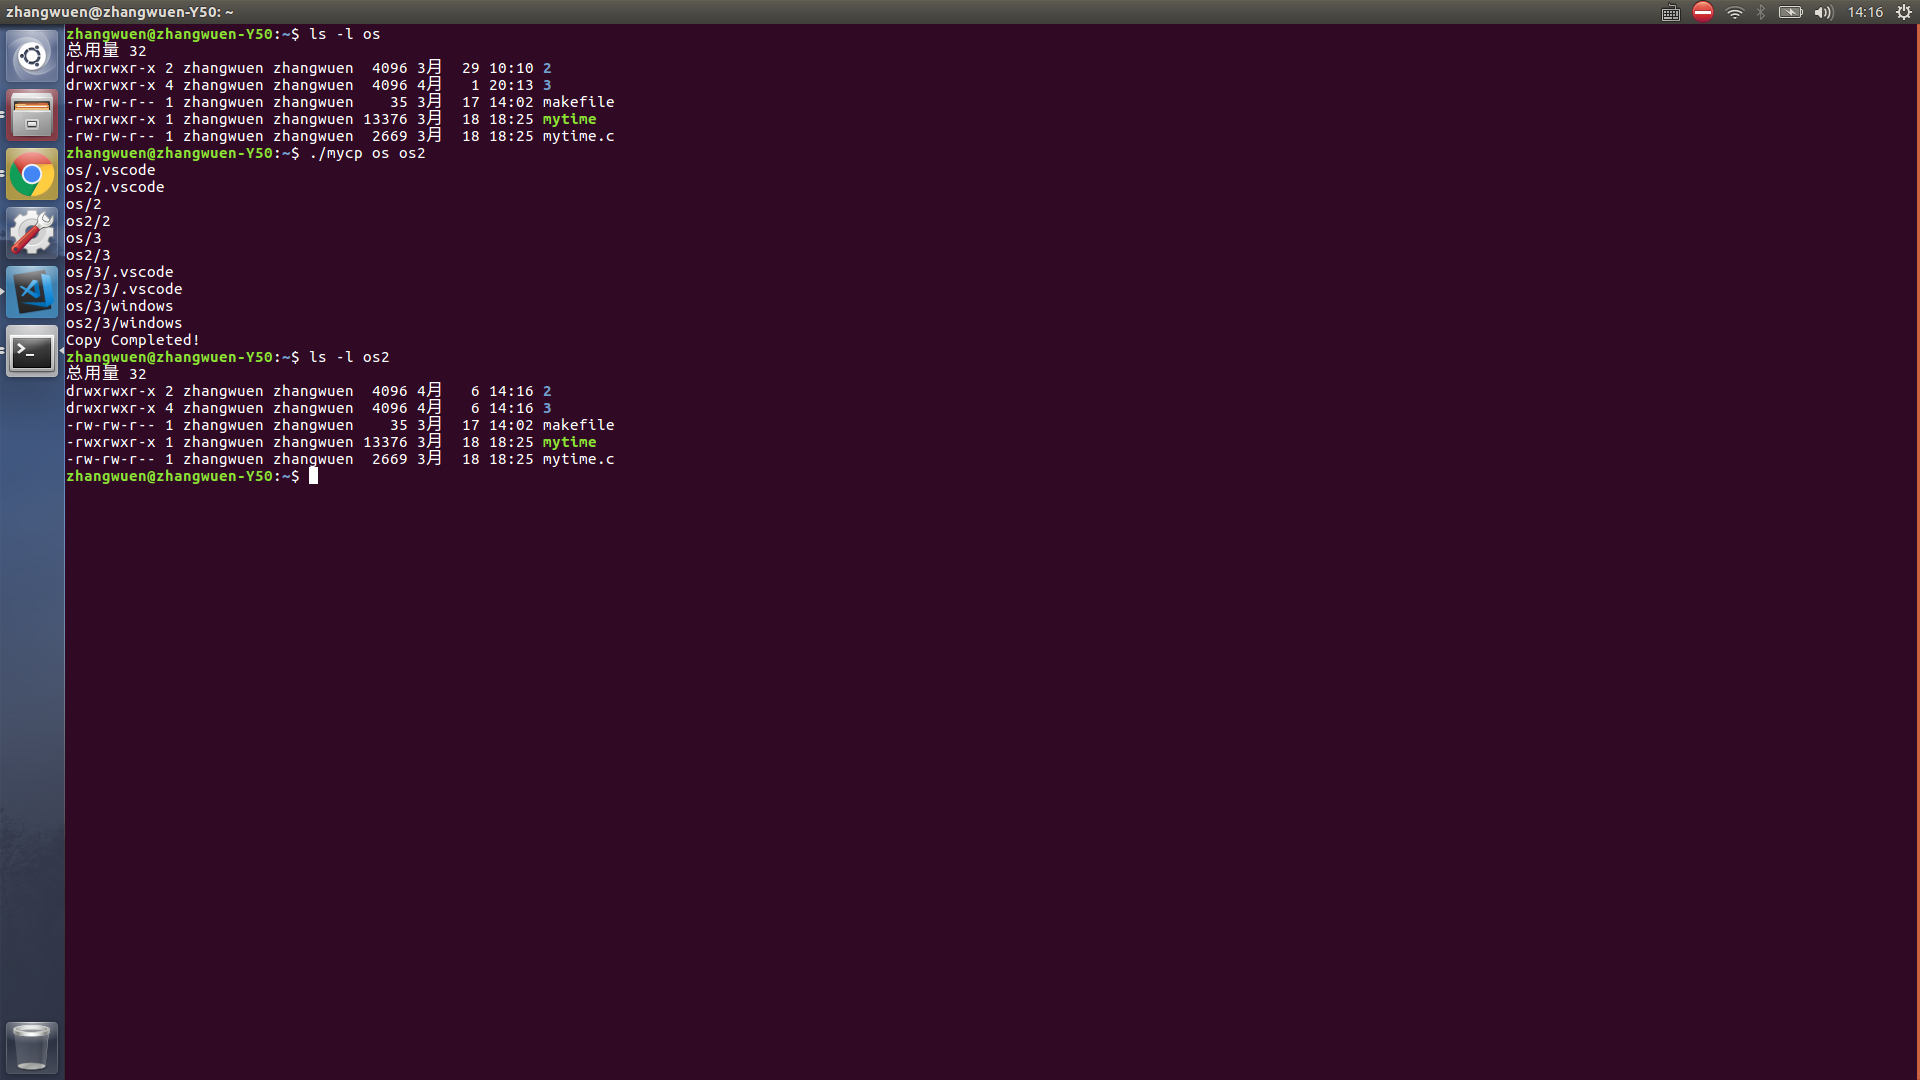 zhangwuen@zhangwuen-Y50: ~
14:16
zhangwuen@zhangwuen-Y50:~$ ls -l os
总用量 32
drwxrwxr-x 2 zhangwuen zhangwuen  4096 3月  29 10:10 2
drwxrwxr-x 4 zhangwuen zhangwuen  4096 4月   1 20:13 3
-rw-rw-r-- 1 zhangwuen zhangwuen    35 3月  17 14:02 makefile
-rwxrwxr-x 1 zhangwuen zhangwuen 13376 3月  18 18:25 mytime
-rw-rw-r-- 1 zhangwuen zhangwuen  2669 3月  18 18:25 mytime.c
zhangwuen@zhangwuen-Y50:~$ ./mycp os os2
os/.vscode
os2/.vscode
os/2
os2/2
os/3
os2/3
os/3/.vscode
os2/3/.vscode
os/3/windows
os2/3/windows
Copy Completed!
zhangwuen@zhangwuen-Y50:~$ ls -l os2
总用量 32
drwxrwxr-x 2 zhangwuen zhangwuen  4096 4月   6 14:16 2
drwxrwxr-x 4 zhangwuen zhangwuen  4096 4月   6 14:16 3
-rw-rw-r-- 1 zhangwuen zhangwuen    35 3月  17 14:02 makefile
-rwxrwxr-x 1 zhangwuen zhangwuen 13376 3月  18 18:25 mytime
-rw-rw-r-- 1 zhangwuen zhangwuen  2669 3月  18 18:25 mytime.c
zhangwuen@zhangwuen-Y50:~$